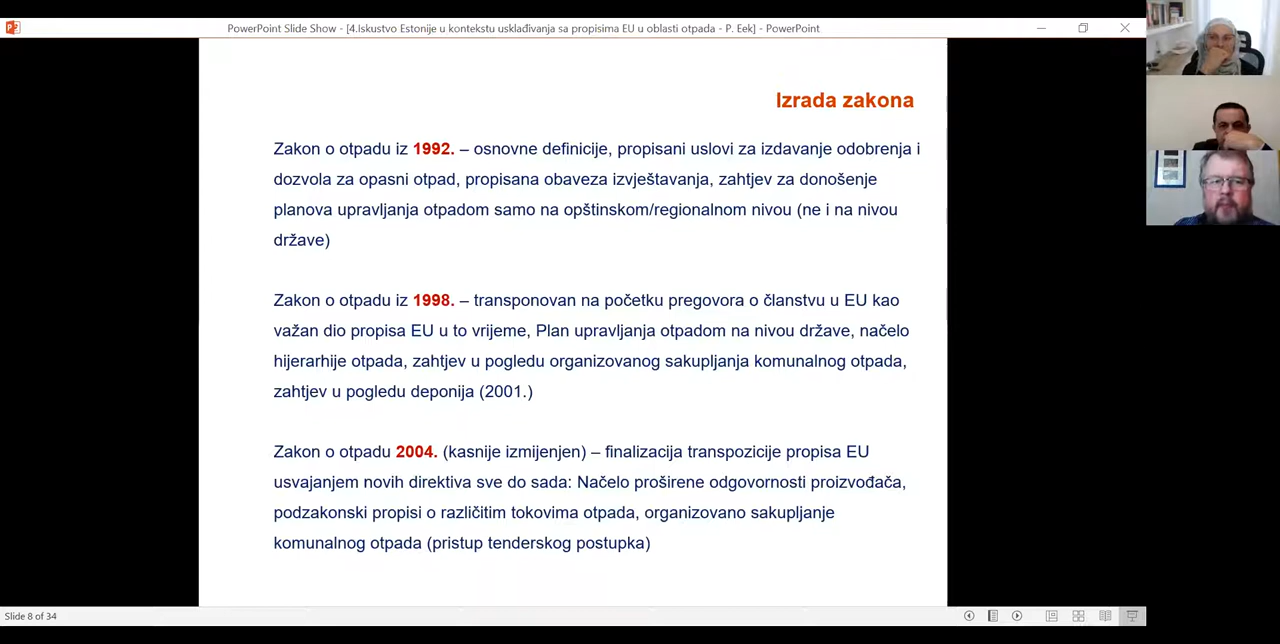 PowerPoint Slide Show - [4.Iskustvo Estonije u kontekstu usklađivanja sa propisima EU u oblasti otpada - P. Eek] - PowerPoint
Izrada zakona
Zakon o otpadu iz 1992. – osnovne definicije, propisani uslovi za izdavanje odobrenja i
dozvola za opasni otpad, propisana obaveza izvještavanja, zahtjev za donošenje
planova upravljanja otpadom samo na opštinskom/regionalnom nivou (ne i na nivou
države)
Zakon o otpadu iz 1998. – transponovan na početku pregovora o članstvu u EU kao
važan dio propisa EU u to vrijeme, Plan upravljanja otpadom na nivou države, načelo
hijerarhije otpada, zahtjev u pogledu organizovanog sakupljanja komunalnog otpada,
zahtjev u pogledu deponija (2001.)
Zakon o otpadu 2004. (kasnije izmijenjen) – finalizacija transpozicije propisa EU
usvajanjem novih direktiva sve do sada: Načelo proširene odgovornosti proizvođača,
podzakonski propisi o različitim tokovima otpada, organizovano sakupljanje
komunalnog otpada (pristup tenderskog postupka)
Slide 8 of 34